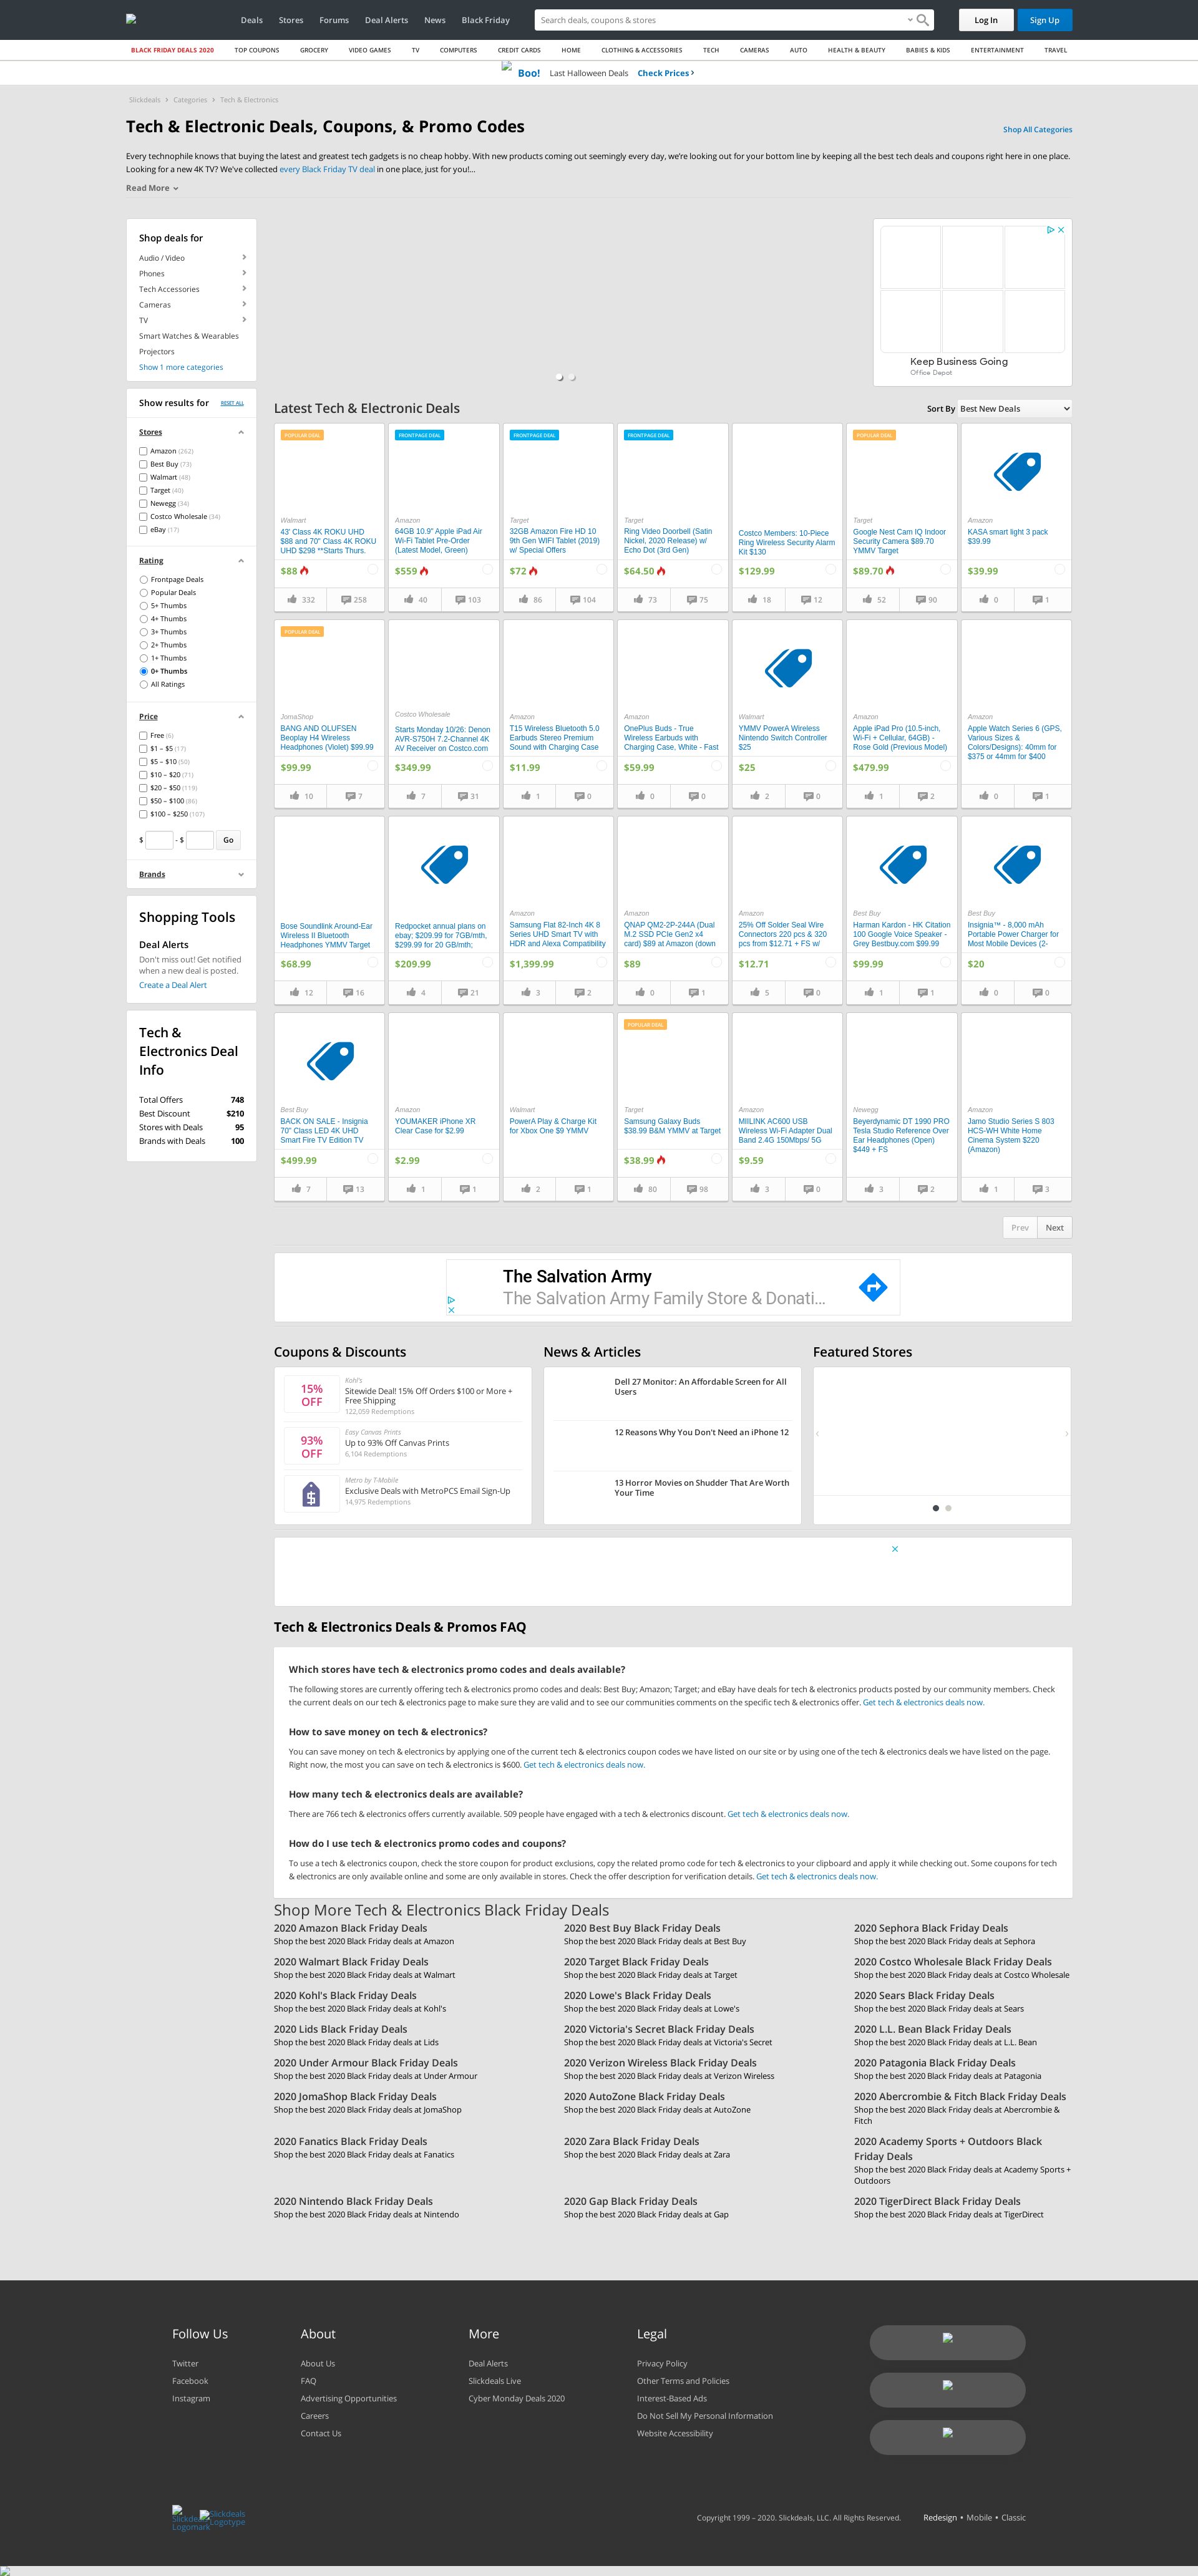 Deals Stores Forums Deal Alerts News Black Friday
Search deals, coupons & stores
Log In
Sign Up
BLACK FRIDAY DEALS 2020 TOP COUPONS GROCERY VIDEO GAMES TV COMPUTERS CREDIT CARDS HOME CLOTHING & ACCESSORIES TECH CAMERAS AUTO HEALTH & BEAUTY BABIES & KIDS ENTERTAINMENT TRAVEL
Boo! Last Halloween Deals Check Prices
Slickdeals Categories Tech & Electronics
Tech & Electronic Deals, Coupons, & Promo Codes
Shop All Categories
Every technophile knows that buying the latest and greatest tech gadgets is no cheap hobby. With new products coming out seemingly every day, we're looking out for your bottom line by keeping all the best tech deals and coupons right here in one place.
Looking for a new 4K TV? We've collected every Black Friday TV deal in one place, just for you!...
Read More
Shop deals for
Audio / Video
Phones
Tech Accessories
Cameras
TV
Smart Watches & Wearables
Projectors
Show 1 more categories
Keep Business Going
Office Depot
Show results for RESET ALL
Stores
Amazon (262)
Best Buy (73)
Walmart (48)
Target (40)
Newegg (34)
Costco Wholesale (34)
eBay (17)
Rating
Frontpage Deals
Popular Deals
5+ Thumbs
4+ Thumbs
3+ Thumbs
2+ Thumbs
1+ Thumbs
0+ Thumbs
All Ratings
Price
Free (6)
$1 – $5 (17)
$5 – $10 (50)
$10 – $20 (71)
$20 – $50 (119)
$50 – $100 (86)
$100 – $250 (107)
$ - $ Go
Brands
Shopping Tools
Deal Alerts
Don't miss out! Get notified
when a new deal is posted.
Create a Deal Alert
Tech &
Electronics Deal
Info
Total Offers 748
Best Discount $210
Stores with Deals 95
Brands with Deals 100
Latest Tech & Electronic Deals
Sort By Best New Deals
POPULAR DEAL
Walmart
43' Class 4K ROKU UHD
$88 and 70" Class 4K ROKU
UHD $298 **Starts Thurs.
$88
332 258
FRONTPAGE DEAL
Amazon
64GB 10.9" Apple iPad Air
Wi-Fi Tablet Pre-Order
(Latest Model, Green)
$559
40 103
FRONTPAGE DEAL
Target
32GB Amazon Fire HD 10
9th Gen WIFI Tablet (2019)
w/ Special Offers
$72
86 104
FRONTPAGE DEAL
Target
Ring Video Doorbell (Satin
Nickel, 2020 Release) w/
Echo Dot (3rd Gen)
$64.50
73 75
Costco Members: 10-Piece
Ring Wireless Security Alarm
Kit $130
$129.99
18 12
POPULAR DEAL
Target
Google Nest Cam IQ Indoor
Security Camera $89.70
YMMV Target
$89.70
52 90
Amazon
KASA smart light 3 pack
$39.99
$39.99
0 1
POPULAR DEAL
JomaShop
BANG AND OLUFSEN
Beoplay H4 Wireless
Headphones (Violet) $99.99
$99.99
10 7
Costco Wholesale
Starts Monday 10/26: Denon
AVR-S750H 7.2-Channel 4K
AV Receiver on Costco.com
$349.99
7 31
Amazon
T15 Wireless Bluetooth 5.0
Earbuds Stereo Premium
Sound with Charging Case
$11.99
1 0
Amazon
OnePlus Buds - True
Wireless Earbuds with
Charging Case, White - Fast
$59.99
0 0
Walmart
YMMV PowerA Wireless
Nintendo Switch Controller
$25
$25
2 0
Amazon
Apple iPad Pro (10.5-inch,
Wi-Fi + Cellular, 64GB) -
Rose Gold (Previous Model)
$479.99
1 2
Amazon
Apple Watch Series 6 (GPS,
Various Sizes &
Colors/Designs): 40mm for
$375 or 44mm for $400
0 1
Bose Soundlink Around-Ear
Wireless II Bluetooth
Headphones YMMV Target
$68.99
12 16
Redpocket annual plans on
ebay; $209.99 for 7GB/mth,
$299.99 for 20 GB/mth;
$209.99
4 21
Amazon
Samsung Flat 82-Inch 4K 8
Series UHD Smart TV with
HDR and Alexa Compatibility
$1,399.99
3 2
Amazon
QNAP QM2-2P-244A (Dual
M.2 SSD PCIe Gen2 x4
card) $89 at Amazon (down
$89
0 1
Amazon
25% Off Solder Seal Wire
Connectors 220 pcs & 320
pcs from $12.71 + FS w/
$12.71
5 0
Best Buy
Harman Kardon - HK Citation
100 Google Voice Speaker -
Grey Bestbuy.com $99.99
$99.99
1 1
Best Buy
Insignia™ - 8,000 mAh
Portable Power Charger for
Most Mobile Devices (2-
$20
0 0
Best Buy
BACK ON SALE - Insignia
70" Class LED 4K UHD
Smart Fire TV Edition TV
$499.99
7 13
Amazon
YOUMAKER iPhone XR
Clear Case for $2.99
$2.99
1 1
Walmart
PowerA Play & Charge Kit
for Xbox One $9 YMMV
2 1
POPULAR DEAL
Target
Samsung Galaxy Buds
$38.99 B&M YMMV at Target
$38.99
80 98
Amazon
MIILINK AC600 USB
Wireless Wi-Fi Adapter Dual
Band 2.4G 150Mbps/ 5G
$9.59
3 0
Newegg
Beyerdynamic DT 1990 PRO
Tesla Studio Reference Over
Ear Headphones (Open)
$449 + FS
3 2
Amazon
Jamo Studio Series S 803
HCS-WH White Home
Cinema System $220
(Amazon)
1 3
Prev Next
The Salvation Army
The Salvation Army Family Store & Donati...
Coupons & Discounts
15%
OFF
Kohl's
Sitewide Deal! 15% Off Orders $100 or More +
Free Shipping
122,059 Redemptions
93%
OFF
Easy Canvas Prints
Up to 93% Off Canvas Prints
6,104 Redemptions
Metro by T-Mobile
Exclusive Deals with MetroPCS Email Sign-Up
14,975 Redemptions
News & Articles
Dell 27 Monitor: An Affordable Screen for All
Users
12 Reasons Why You Don't Need an iPhone 12
13 Horror Movies on Shudder That Are Worth
Your Time
Featured Stores
Tech & Electronics Deals & Promos FAQ
Which stores have tech & electronics promo codes and deals available?
The following stores are currently offering tech & electronics promo codes and deals: Best Buy; Amazon; Target; and eBay have deals for tech & electronics products posted by our community members. Check
the current deals on our tech & electronics page to make sure they are valid and to see our communities comments on the specific tech & electronics offer. Get tech & electronics deals now.
How to save money on tech & electronics?
You can save money on tech & electronics by applying one of the current tech & electronics coupon codes we have listed on our site or by using one of the tech & electronics deals we have listed on the page.
Right now, the most you can save on tech & electronics is $600. Get tech & electronics deals now.
How many tech & electronics deals are available?
There are 766 tech & electronics offers currently available. 509 people have engaged with a tech & electronics discount. Get tech & electronics deals now.
How do I use tech & electronics promo codes and coupons?
To use a tech & electronics coupon, check the store coupon for product exclusions, copy the related promo code for tech & electronics to your clipboard and apply it while checking out. Some coupons for tech
& electronics are only available online and some are only available in stores. Check the offer description for verification details. Get tech & electronics deals now.
Shop More Tech & Electronics Black Friday Deals
2020 Amazon Black Friday Deals
Shop the best 2020 Black Friday deals at Amazon
2020 Best Buy Black Friday Deals
Shop the best 2020 Black Friday deals at Best Buy
2020 Sephora Black Friday Deals
Shop the best 2020 Black Friday deals at Sephora
2020 Walmart Black Friday Deals
Shop the best 2020 Black Friday deals at Walmart
2020 Target Black Friday Deals
Shop the best 2020 Black Friday deals at Target
2020 Costco Wholesale Black Friday Deals
Shop the best 2020 Black Friday deals at Costco Wholesale
2020 Kohl's Black Friday Deals
Shop the best 2020 Black Friday deals at Kohl's
2020 Lowe's Black Friday Deals
Shop the best 2020 Black Friday deals at Lowe's
2020 Sears Black Friday Deals
Shop the best 2020 Black Friday deals at Sears
2020 Lids Black Friday Deals
Shop the best 2020 Black Friday deals at Lids
2020 Victoria's Secret Black Friday Deals
Shop the best 2020 Black Friday deals at Victoria's Secret
2020 L.L. Bean Black Friday Deals
Shop the best 2020 Black Friday deals at L.L. Bean
2020 Under Armour Black Friday Deals
Shop the best 2020 Black Friday deals at Under Armour
2020 Verizon Wireless Black Friday Deals
Shop the best 2020 Black Friday deals at Verizon Wireless
2020 Patagonia Black Friday Deals
Shop the best 2020 Black Friday deals at Patagonia
2020 JomaShop Black Friday Deals
Shop the best 2020 Black Friday deals at JomaShop
2020 AutoZone Black Friday Deals
Shop the best 2020 Black Friday deals at AutoZone
2020 Abercrombie & Fitch Black Friday Deals
Shop the best 2020 Black Friday deals at Abercrombie &
Fitch
2020 Fanatics Black Friday Deals
Shop the best 2020 Black Friday deals at Fanatics
2020 Zara Black Friday Deals
Shop the best 2020 Black Friday deals at Zara
2020 Academy Sports + Outdoors Black
Friday Deals
Shop the best 2020 Black Friday deals at Academy Sports +
Outdoors
2020 Nintendo Black Friday Deals
Shop the best 2020 Black Friday deals at Nintendo
2020 Gap Black Friday Deals
Shop the best 2020 Black Friday deals at Gap
2020 TigerDirect Black Friday Deals
Shop the best 2020 Black Friday deals at TigerDirect
Follow Us
Twitter
Facebook
Instagram
About
About Us
FAQ
Advertising Opportunities
Careers
Contact Us
More
Deal Alerts
Slickdeals Live
Cyber Monday Deals 2020
Legal
Privacy Policy
Other Terms and Policies
Interest-Based Ads
Do Not Sell My Personal Information
Website Accessibility
Slickdeals
Logomark
Slickdeals
Logotype
Copyright 1999 – 2020. Slickdeals, LLC. All Rights Reserved. Redesign • Mobile • Classic